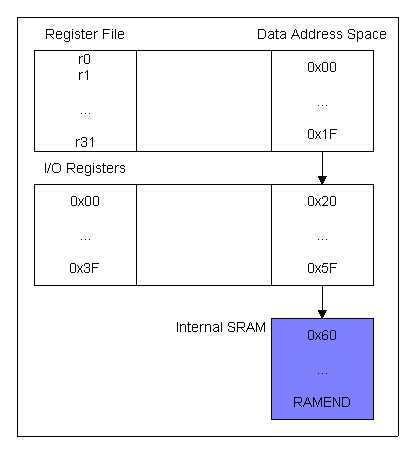 Register File Data Address Space
r0
r1
...
r31
0x00
...
0x1F
I/O Registers
0x00
...
0x3F
0x20
...
0x5F
Internal SRAM
0x60
...
RAMEND